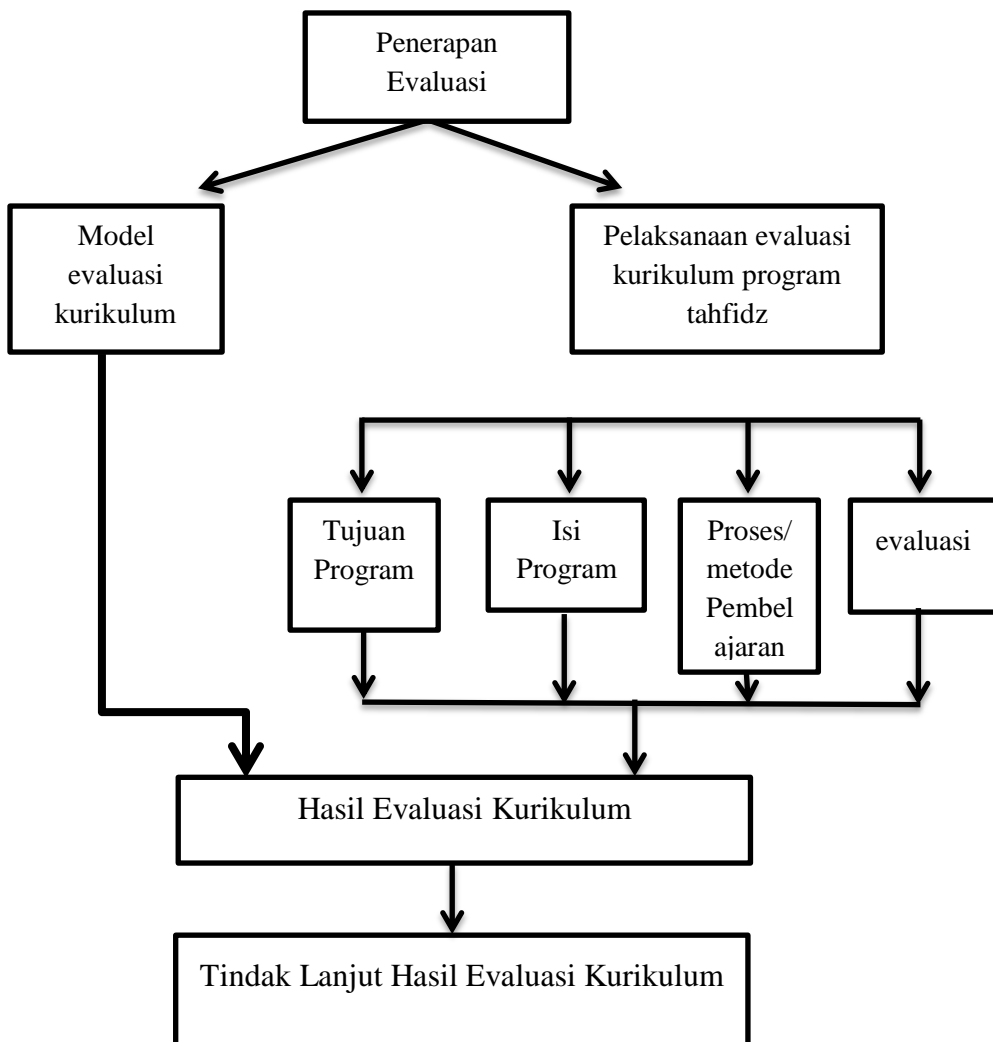 Penerapan
Evaluasi
Model
evaluasi
kurikulum
Pelaksanaan evaluasi
kurikulum program
tahfidz
Tujuan
Program
Isi
Program
Proses/
metode
Pembel
ajaran
evaluasi
Hasil Evaluasi Kurikulum
Tindak Lanjut Hasil Evaluasi Kurikulum